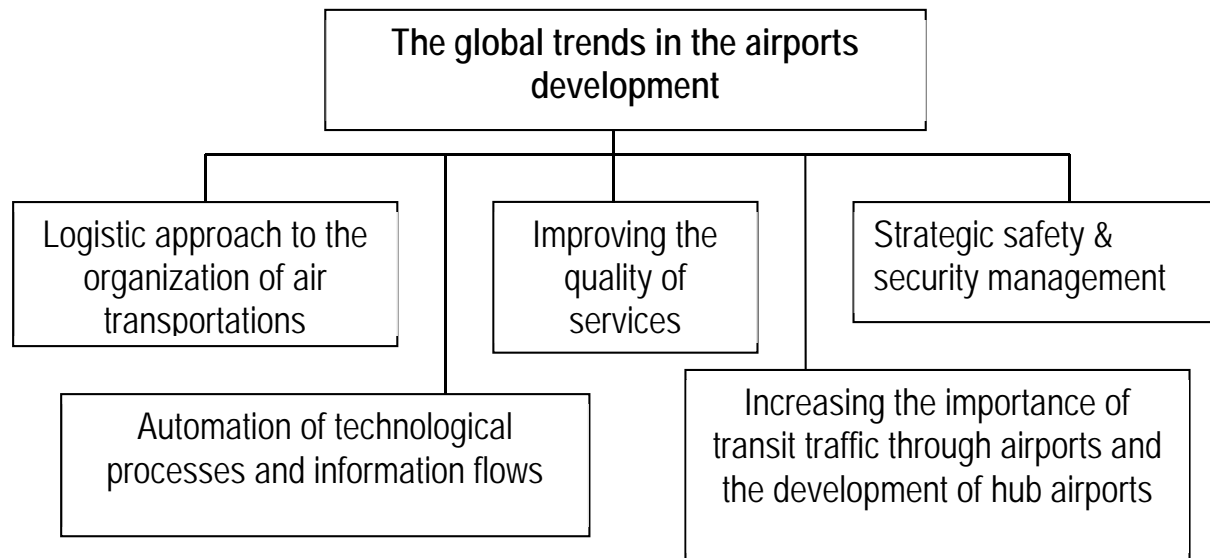 The global trends in the airports
development
Logistic approach to the
organization of air
transportations
Improving the
quality of
services
Strategic safety &
security management
Automation of technological
processes and information flows
Increasing the importance of
transit traffic through airports and
the development of hub airports